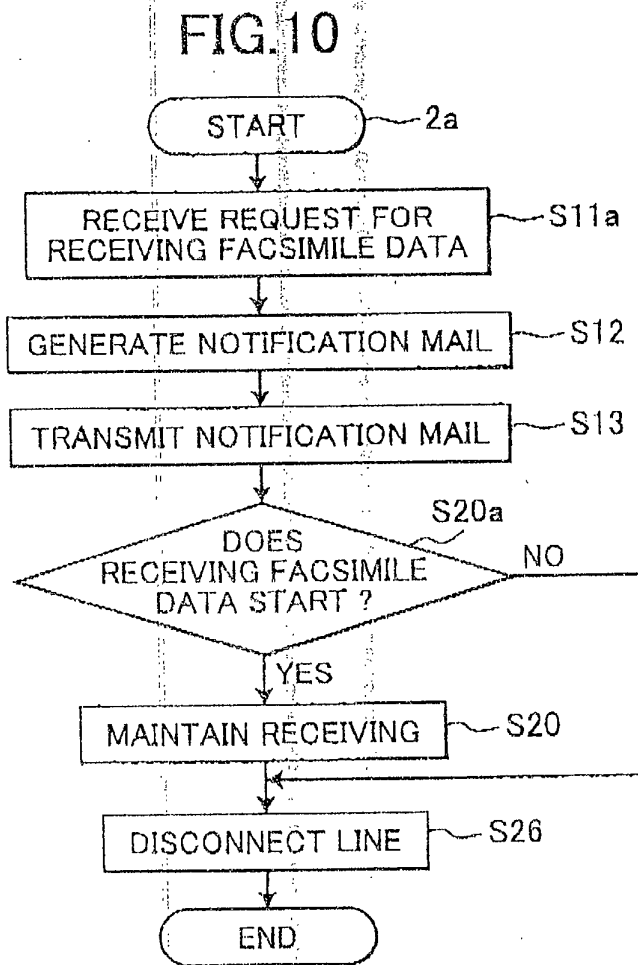 FIG.10
START 2a
RECEIVE REQUEST FOR
RECEIVING FACSIMILE DATA S11a
GENERATE NOTIFICATION MAIL S12
TRANSMIT NOTIFICATION MAIL S13
S20a
DOES
RECEIVING FACSIMILE
DATA START ?
NO
YES
MAINTAIN RECEIVING S20
DISCONNECT LINE S26
END